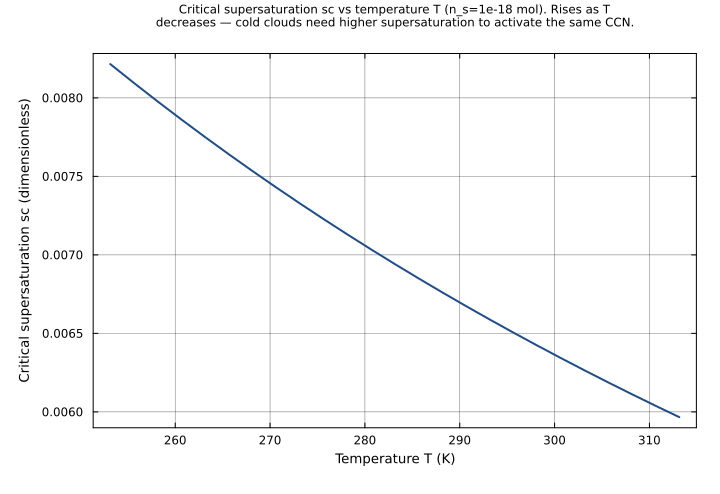 Critical supersaturation sc vs temperature T (n_s=1e-18 mol). Rises as T
decreases — cold clouds need higher supersaturation to activate the same CCN.
Critical supersaturation sc (dimensionless)
0.0080
0.0075
0.0070
0.0065
0.0060
260
270
280
290
300
310
Temperature T (K)